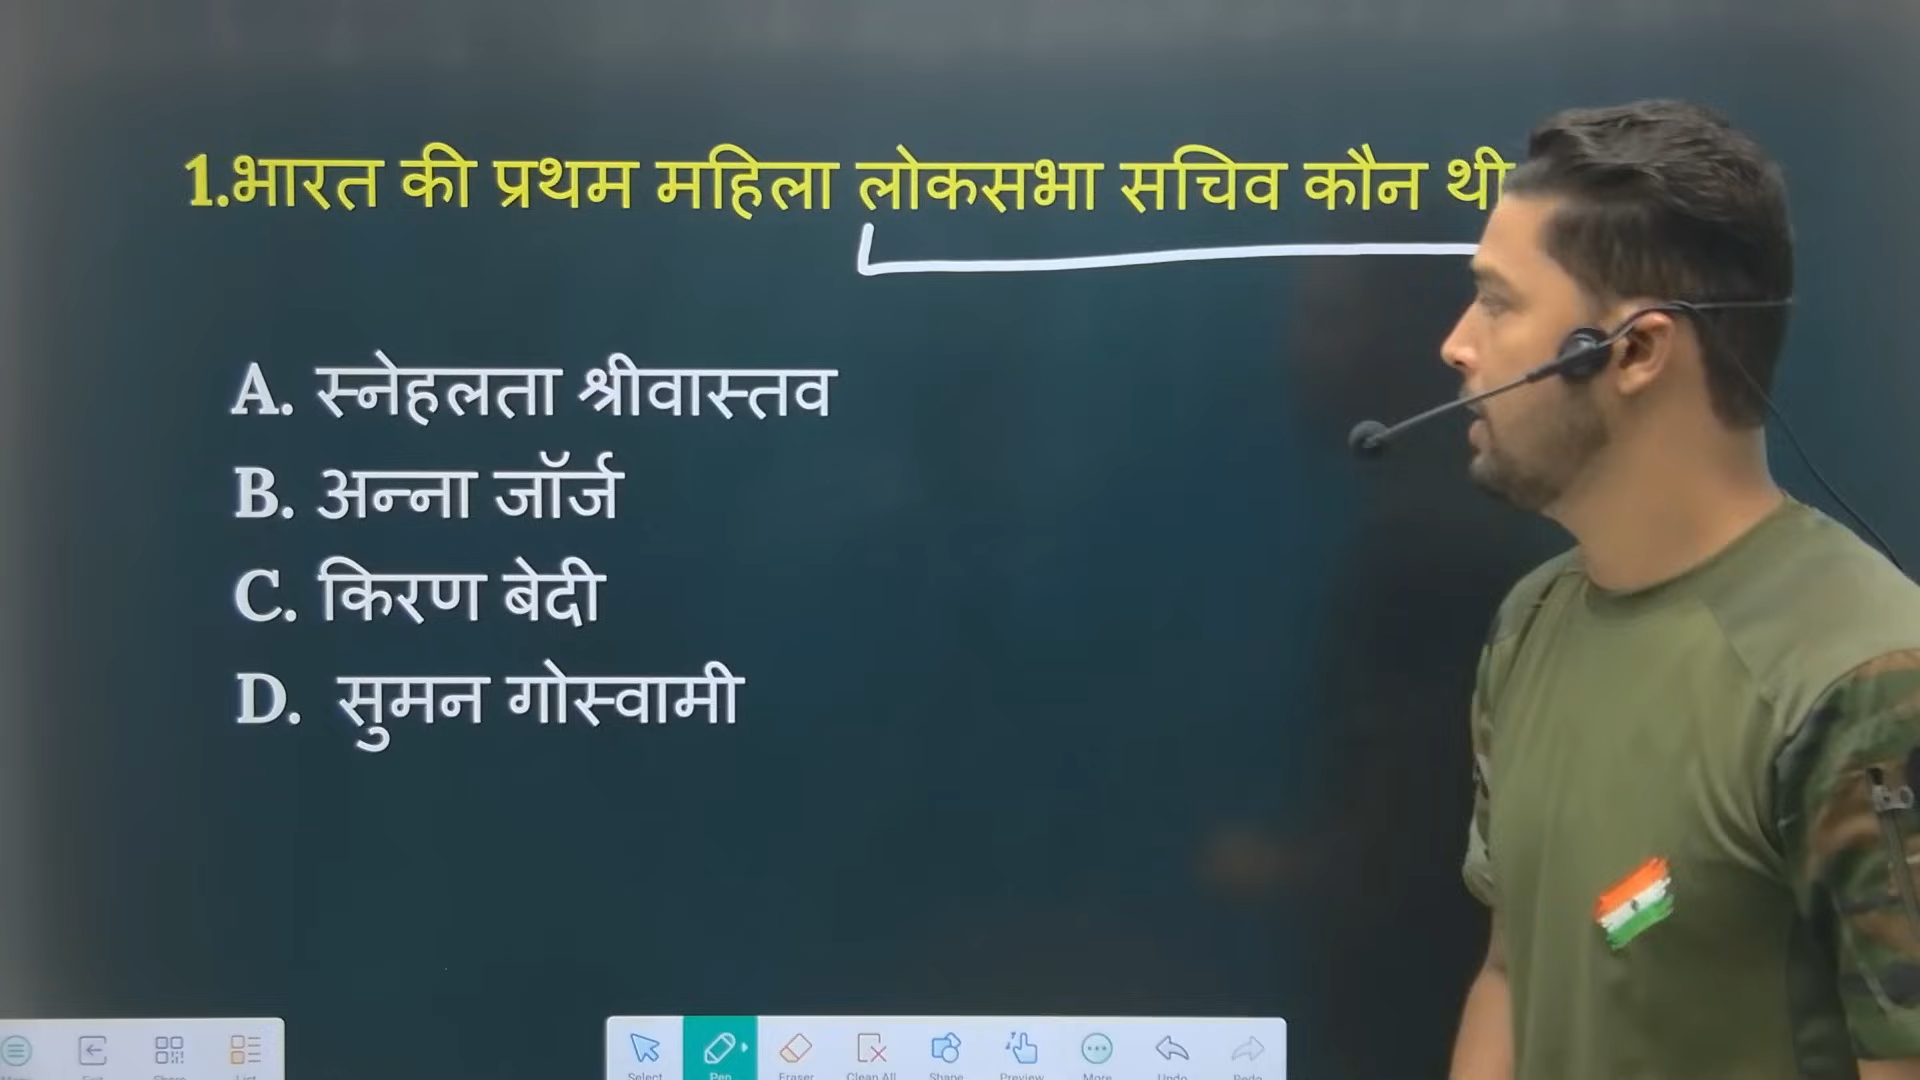 1.भारत की प्रथम महिला लोकसभा सचिव कौन थी
A. स्नेहलता श्रीवास्तव
B. अन्ना जॉर्ज
C. किरण बेदी
D. सुमन गोस्वामी
Select Pen Eraser Clean All Shape Preview More Undo Redo